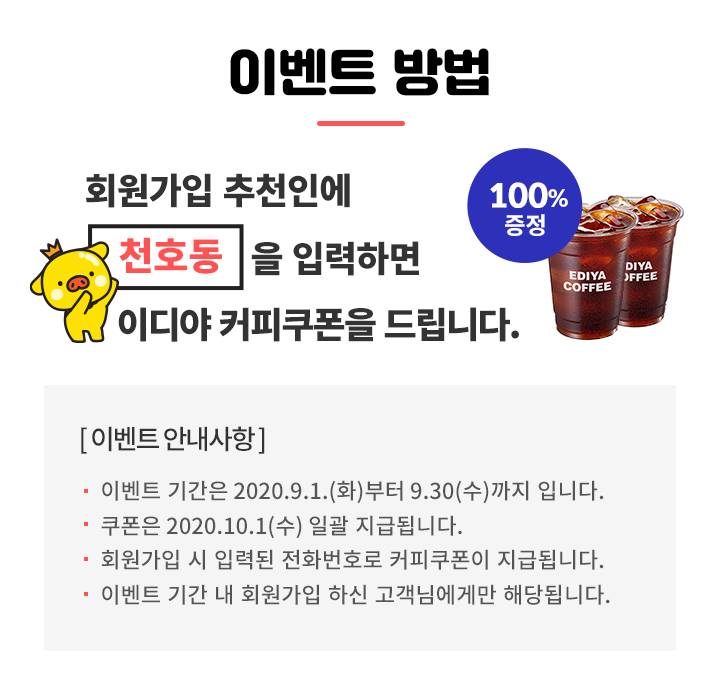 이벤트 방법
회원가입 추천인에
천호동 을 입력하면
이디야 커피쿠폰을 드립니다.
100%
증정
EDIYA
COFFEE
DIYA
OFFEE
[ 이벤트 안내사항 ]
이벤트 기간은 2020.9.1.(화)부터 9.30(수)까지 입니다.
쿠폰은 2020.10.1(수) 일괄 지급됩니다.
회원가입 시 입력된 전화번호로 커피쿠폰이 지급됩니다.
이벤트 기간 내 회원가입 하신 고객님에게만 해당됩니다.